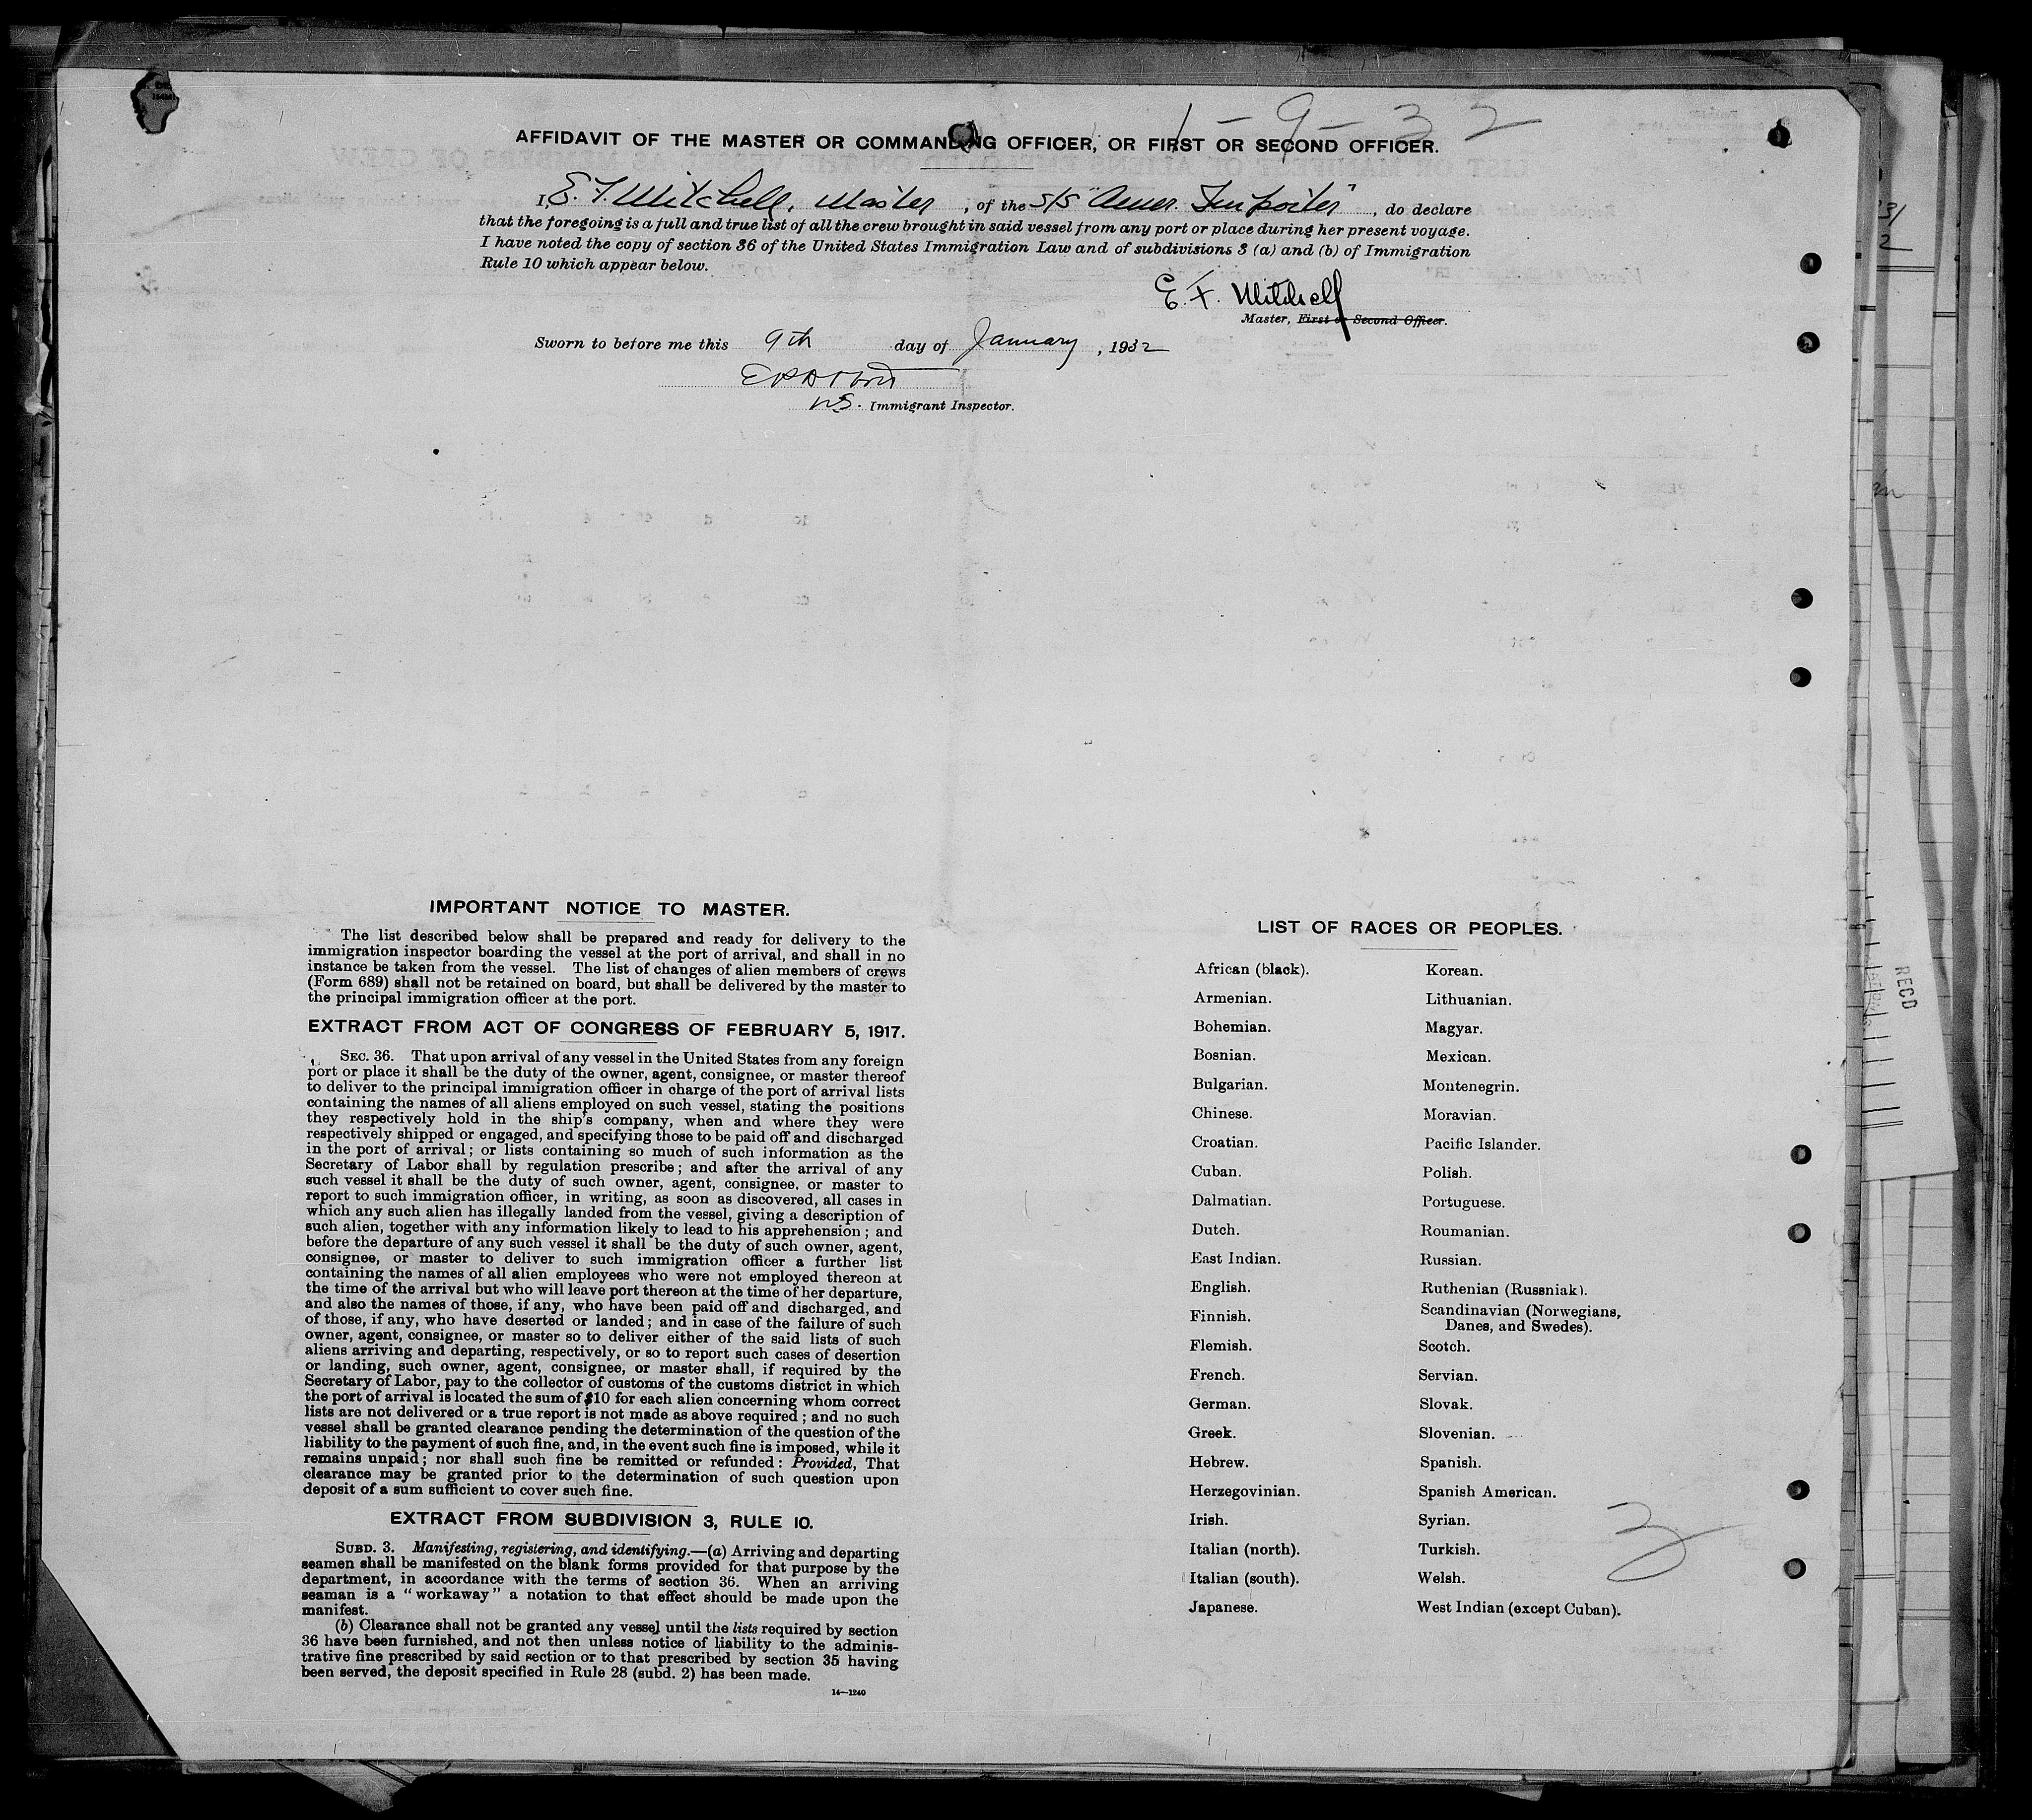 1-9-32
AFFIDAVIT OF THE MASTER OR COMMANDING OFFICER, OR FIRST OR SECOND OFFICER.
I, E. F. Mitchell, Master, of the S/S "Amer. Importer", do declare
that the foregoing is a full and true list of all the crew brought in said vessel from any port or place during her present voyage.
I have noted the copy of section 36 of the United States Immigration Law and of subdivisions 3 (a) and (b) of Immigration
Rule 10 which appear below.
E. F. Mitchell
Master, First or Second Officer.
Sworn to before me this 9th day of January, 1932
U.S. Immigrant Inspector.
IMPORTANT NOTICE TO MASTER.
The list described below shall be prepared and ready for delivery to the
immigration inspector boarding the vessel at the port of arrival, and shall in no
instance be taken from the vessel. The list of changes of alien members of crews
(Form 689) shall not be retained on board, but shall be delivered by the master to
the principal immigration officer at the port.
EXTRACT FROM ACT OF CONGRESS OF FEBRUARY 5, 1917.
SEC. 36. That upon arrival of any vessel in the United States from any foreign
port or place it shall be the duty of the owner, agent, consignee, or master thereof
to deliver to the principal immigration officer in charge of the port of arrival lists
containing the names of all aliens employed on such vessel, stating the positions
they respectively hold in the ship's company, when and where they were
respectively shipped or engaged, and specifying those to be paid off and discharged
in the port of arrival; or lists containing so much of such information as the
Secretary of Labor shall by regulation prescribe; and after the arrival of any
such vessel it shall be the duty of such owner, agent, consignee, or master to
report to such immigration officer, in writing, as soon as discovered, all cases in
which any such alien has illegally landed from the vessel, giving a description of
such alien, together with any information likely to lead to his apprehension; and
before the departure of any such vessel it shall be the duty of such owner, agent,
consignee, or master to deliver to such immigration officer a further list
containing the names of all alien employees who were not employed thereon at
the time of the arrival but who will leave port thereon at the time of her departure,
and also the names of those, if any, who have been paid off and discharged, and
of those, if any, who have deserted or landed; and in case of the failure of such
owner, agent, consignee, or master so to deliver either of the said lists of such
aliens arriving and departing, respectively, or so to report such cases of desertion
or landing, such owner, agent, consignee, or master shall, if required by the
Secretary of Labor, pay to the collector of customs of the customs district in which
the port of arrival is located the sum of $10 for each alien concerning whom correct
lists are not delivered or a true report is not made as above required; and no such
vessel shall be granted clearance pending the determination of the question of the
liability to the payment of such fine, and, in the event such fine is imposed, while it
remains unpaid; nor shall such fine be remitted or refunded: Provided, That
clearance may be granted prior to the determination of such question upon
deposit of a sum sufficient to cover such fine.
EXTRACT FROM SUBDIVISION 3, RULE 10.
SUBD. 3. Manifesting, registering, and identifying.—(a) Arriving and departing
seamen shall be manifested on the blank forms provided for that purpose by the
department, in accordance with the terms of section 36. When an arriving
seaman is a "workaway" a notation to that effect should be made upon the
manifest.
(b) Clearance shall not be granted any vessel until the lists required by section
36 have been furnished, and not then unless notice of liability to the adminis-
trative fine prescribed by said section or to that prescribed by section 35 having
been served, the deposit specified in Rule 28 (subd. 2) has been made.
14—1240
LIST OF RACES OR PEOPLES.
African (black).
Armenian.
Bohemian.
Bosnian.
Bulgarian.
Chinese.
Croatian.
Cuban.
Dalmatian.
Dutch.
East Indian.
English.
Finnish.
Flemish.
French.
German.
Greek.
Hebrew.
Herzegovinian.
Irish.
Italian (north).
Italian (south).
Japanese.
Korean.
Lithuanian.
Magyar.
Mexican.
Montenegrin.
Moravian.
Pacific Islander.
Polish.
Portuguese.
Roumanian.
Russian.
Ruthenian (Russniak).
Scandinavian (Norwegians,
Danes, and Swedes).
Scotch.
Servian.
Slovak.
Slovenian.
Spanish.
Spanish American.
Syrian.
Turkish.
Welsh.
West Indian (except Cuban).
3
RECD